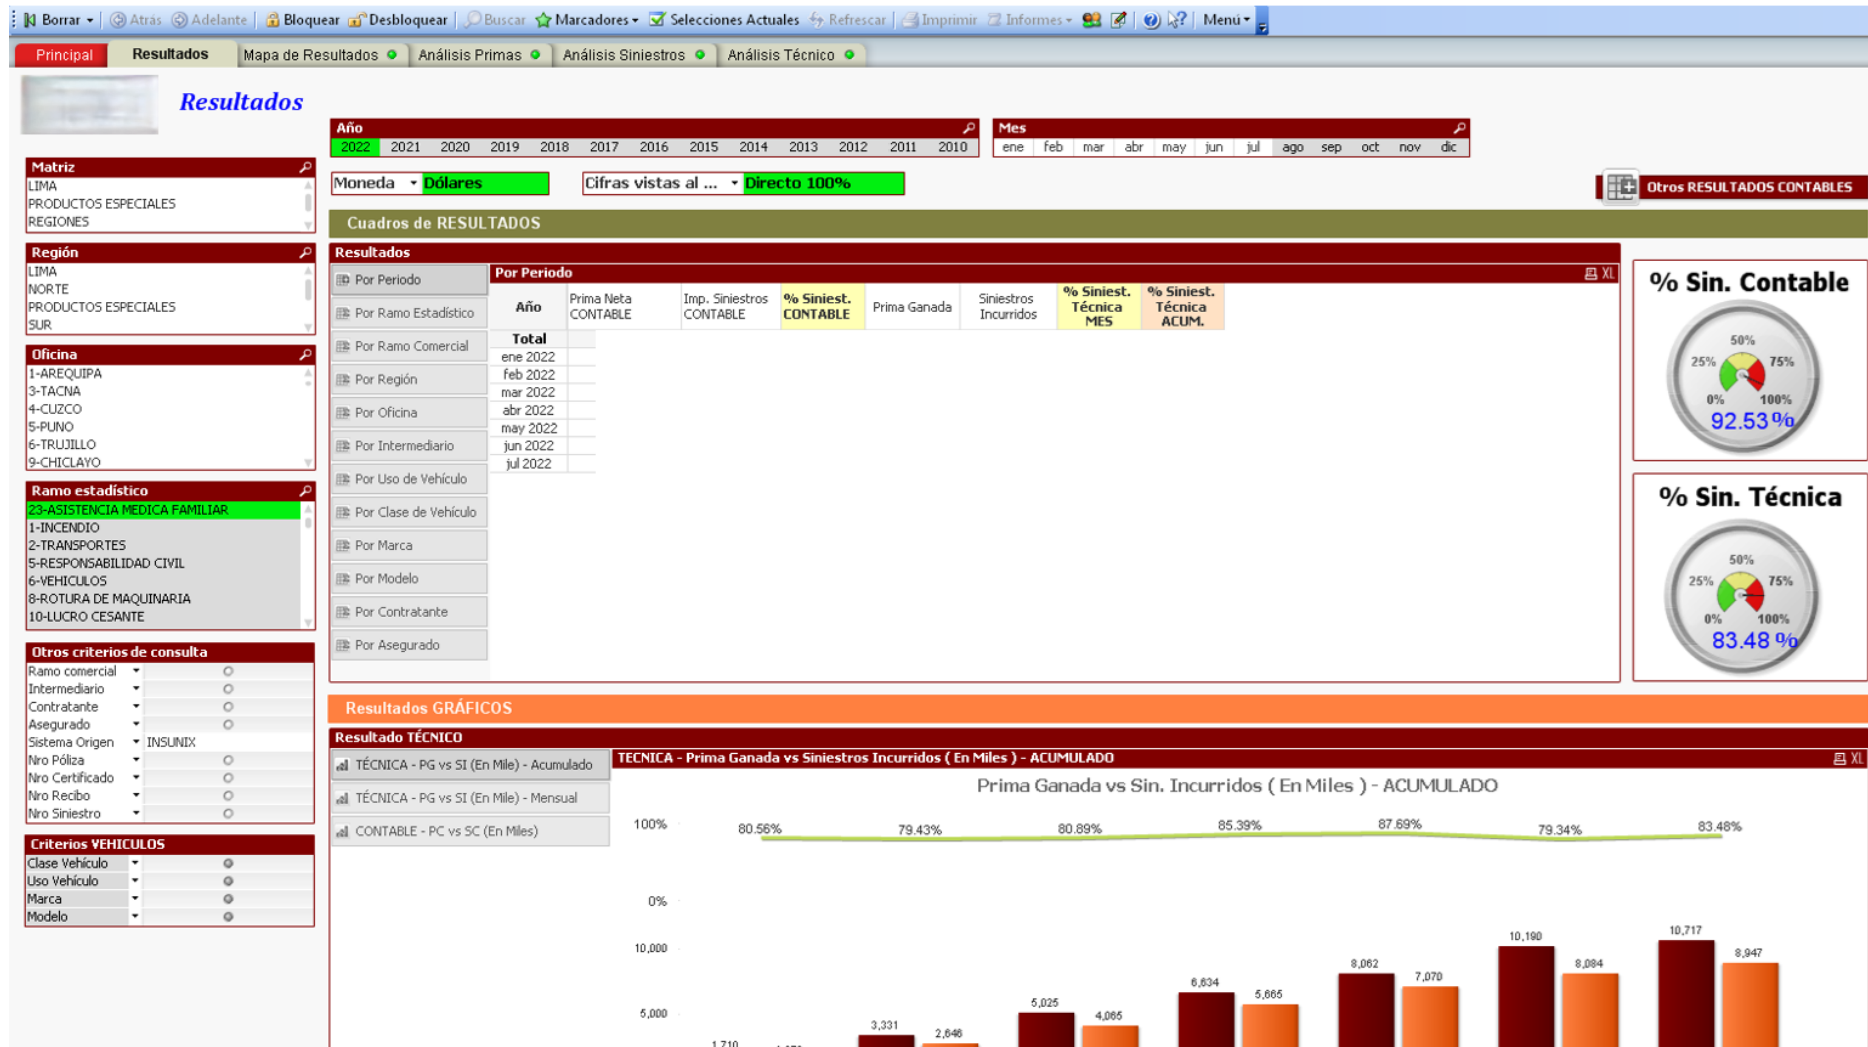 Borrar Atrás Adelante Bloquear Desbloquear Buscar Marcadores Selecciones Actuales Refrescar Imprimir Informes Menú
Principal Resultados Mapa de Resultados Análisis Primas Análisis Siniestros Análisis Técnico
Resultados
Año
2022 2021 2020 2019 2018 2017 2016 2015 2014 2013 2012 2011 2010
Mes
ene feb mar abr may jun jul ago sep oct nov dic
Moneda Dólares
Cifras vistas al ... Directo 100%
Otros RESULTADOS CONTABLES
Matriz
LIMA
PRODUCTOS ESPECIALES
REGIONES
Región
LIMA
NORTE
PRODUCTOS ESPECIALES
SUR
Oficina
1-AREQUIPA
3-TACNA
4-CUZCO
5-PUNO
6-TRUJILLO
9-CHICLAYO
Ramo estadístico
23-ASISTENCIA MEDICA FAMILIAR
1-INCENDIO
2-TRANSPORTES
5-RESPONSABILIDAD CIVIL
6-VEHICULOS
8-ROTURA DE MAQUINARIA
10-LUCRO CESANTE
Otros criterios de consulta
Ramo comercial
Intermediario
Contratante
Asegurado
Sistema Origen INSUNIX
Nro Póliza
Nro Certificado
Nro Recibo
Nro Siniestro
Criterios VEHICULOS
Clase Vehículo
Uso Vehículo
Marca
Modelo
Cuadros de RESULTADOS
Resultados
Por Periodo
Por Ramo Estadístico
Por Ramo Comercial
Por Región
Por Oficina
Por Intermediario
Por Uso de Vehículo
Por Clase de Vehículo
Por Marca
Por Modelo
Por Contratante
Por Asegurado
Por Periodo XL
Año
Prima Neta
CONTABLE
Imp. Siniestros
CONTABLE
% Siniest.
CONTABLE
Prima Ganada
Siniestros
Incurridos
% Siniest.
Técnica
MES
% Siniest.
Técnica
ACUM.
Total
ene 2022
feb 2022
mar 2022
abr 2022
may 2022
jun 2022
jul 2022
% Sin. Contable
50%
25% 75%
0% 100%
92.53%
% Sin. Técnica
50%
25% 75%
0% 100%
83.48 %
Resultados GRÁFICOS
Resultado TÉCNICO
TÉCNICA - PG vs SI (En Mile) - Acumulado
TÉCNICA - PG vs SI (En Mile) - Mensual
CONTABLE - PC vs SC (En Miles)
TECNICA - Prima Ganada vs Siniestros Incurridos ( En Miles ) - ACUMULADO XL
Prima Ganada vs Sin. Incurridos ( En Miles ) - ACUMULADO
100% 80.56% 79.43% 80.89% 85.39% 87.69% 79.34% 83.48%
0%
10,000
5,000
1,710
3,331 2,646
5,025 4,065
6,634 5,665
8,062 7,070
10,190 8,084
10,717 8,947